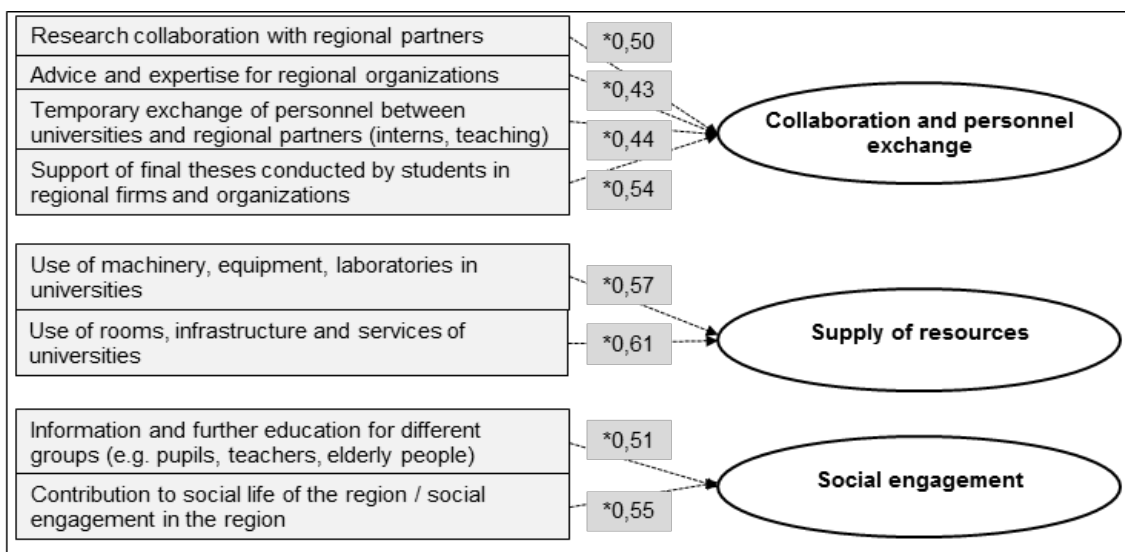 Research collaboration with regional partners
*0,50
Advice and expertise for regional organizations
*0,43
Temporary exchange of personnel between
universities and regional partners (interns, teaching)
*0,44
Support of final theses conducted by students in
regional firms and organizations
*0,54
Collaboration and personnel
exchange
Use of machinery, equipment, laboratories in
universities
*0,57
Use of rooms, infrastructure and services of
universities
*0,61
Supply of resources
Information and further education for different
groups (e.g. pupils, teachers, elderly people)
*0,51
Contribution to social life of the region / social
engagement in the region
*0,55
Social engagement